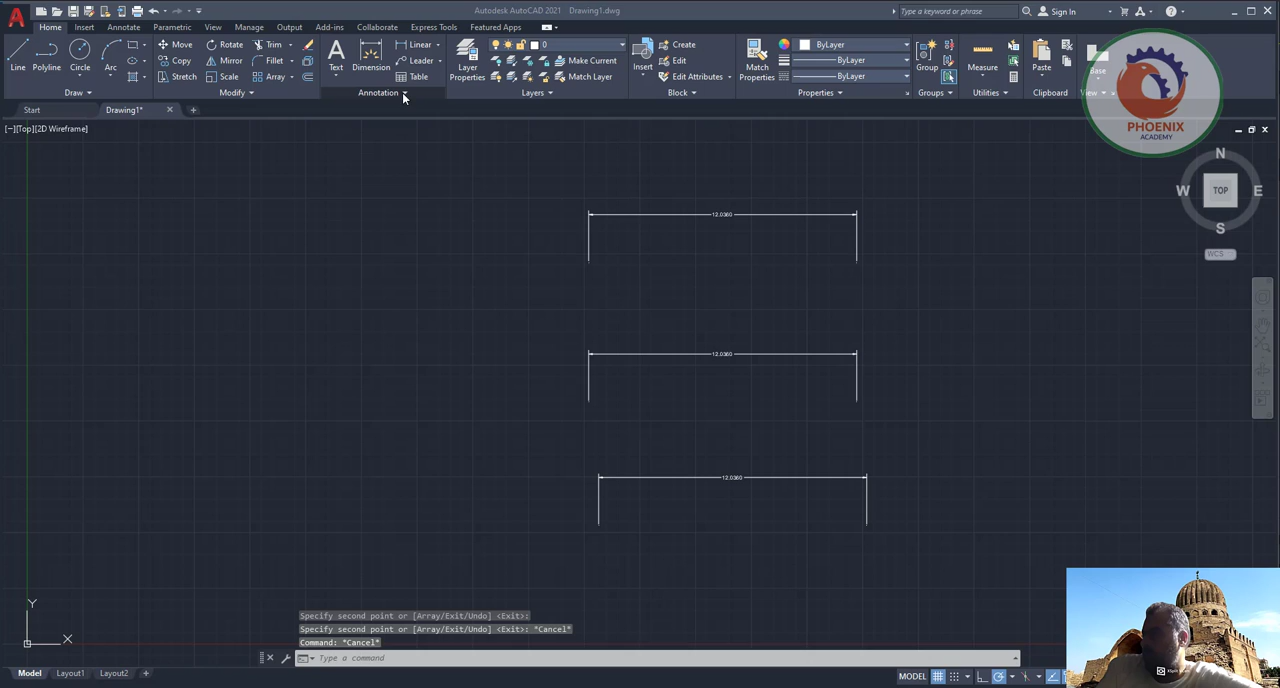 Autodesk AutoCAD 2021 Drawing1.dwg
Type a keyword or phrase
Sign In
Home Insert Annotate Parametric View Manage Output Add-ins Collaborate Express Tools Featured Apps
Line Polyline Circle Arc
Move Rotate Trim
Copy Mirror Fillet
Stretch Scale Array
Text Dimension
Linear
Leader
Table
Layer Properties
0
Make Current
Match Layer
Insert
Create
Edit
Edit Attributes
Match Properties
ByLayer
ByLayer
ByLayer
Group
Measure
Paste
Base
Draw Modify Annotation Layers Block Properties Groups Utilities Clipboard View
PHOENIX
ACADEMY
Start Drawing1*
[−][Top][2D Wireframe]
N
W TOP E
S
WCS
12.0360
12.0360
12.0360
Y
X
Specify second point or [Array/Exit/Undo] <Exit>:
Specify second point or [Array/Exit/Undo] <Exit>: *Cancel*
Command: *Cancel*
Type a command
Model Layout1 Layout2
MODEL